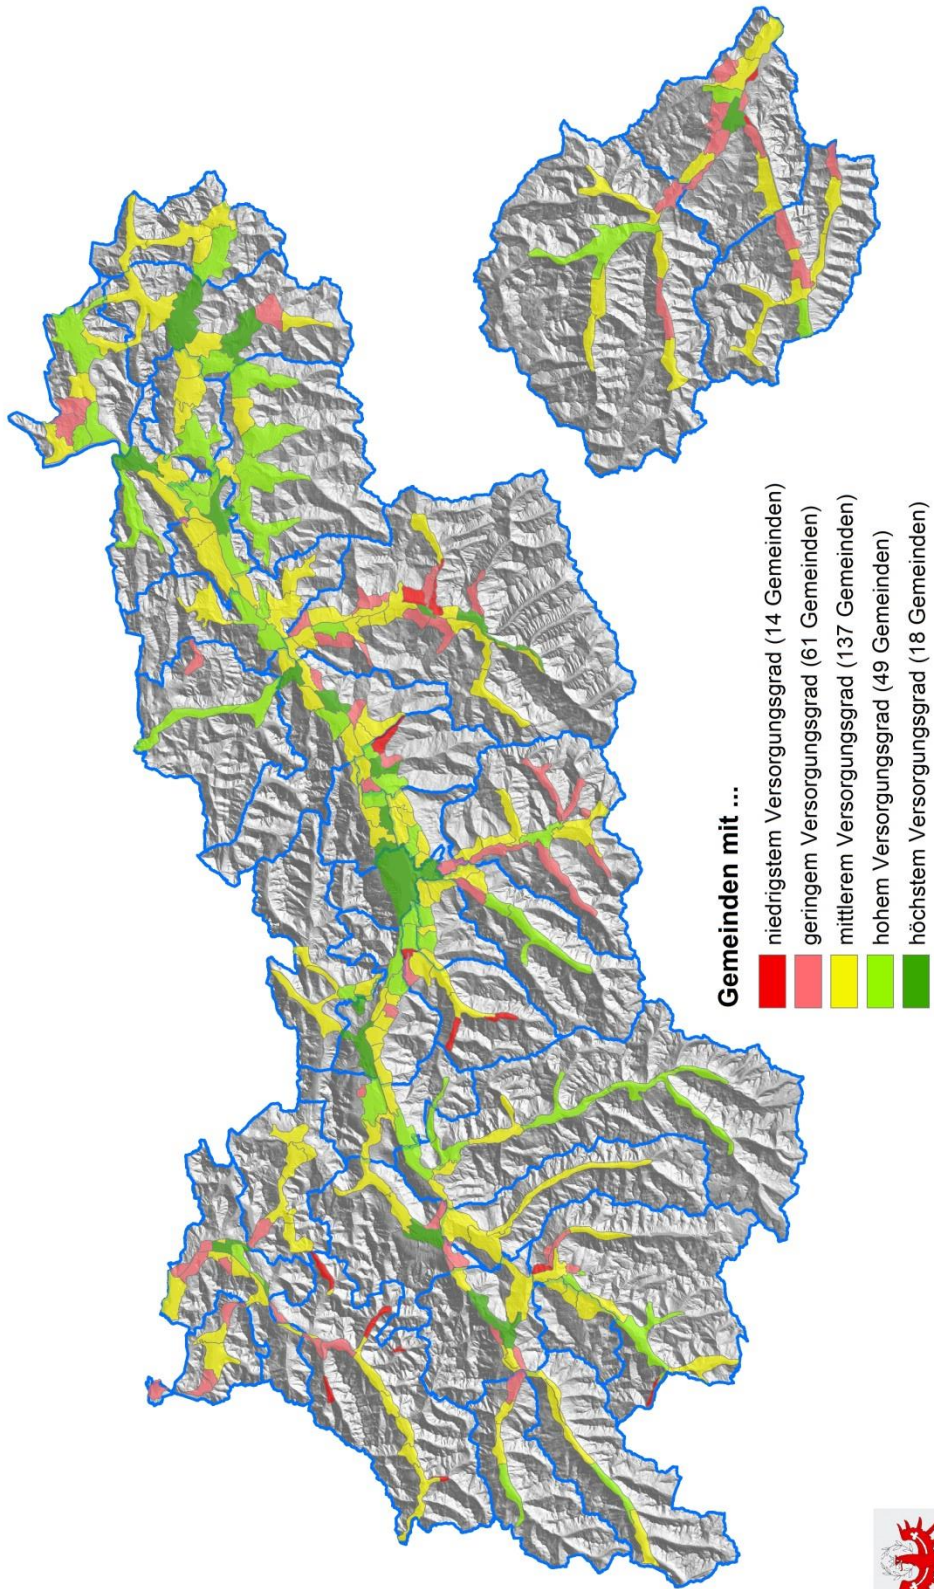 Gemeinden mit ...
niedrigstem Versorgungsgrad (14 Gemeinden)
geringem Versorgungsgrad (61 Gemeinden)
mittlerem Versorgungsgrad (137 Gemeinden)
hohem Versorgungsgrad (49 Gemeinden)
höchstem Versorgungsgrad (18 Gemeinden)